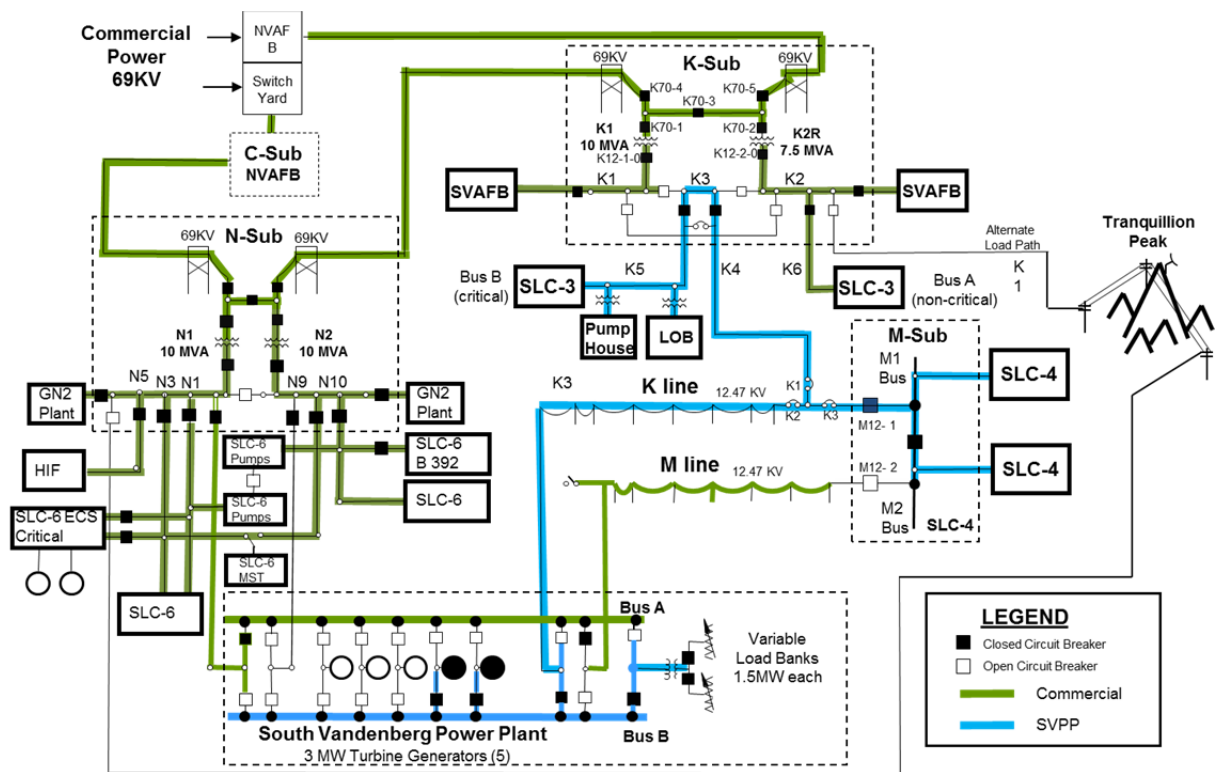 Commercial
Power
69KV
NVAF
B
Switch
Yard
C-Sub
NVAFB
N-Sub
69KV
69KV
N1
10 MVA
N2
10 MVA
N5
N3
N1
N9
N10
GN2
Plant
GN2
Plant
HIF
SLC-6 ECS
Critical
SLC-6
SLC-6
Pumps
SLC-6
Pumps
SLC-6
MST
SLC-6
B 392
SLC-6
K-Sub
69KV
69KV
K70-4
K70-3
K70-5
K70-1
K70-2
K1
10 MVA
K2R
7.5 MVA
K12-1-0
K12-2-0
K1
K3
K2
SVAFB
SVAFB
K5
K4
K6
Bus B
(critical)
SLC-3
Pump
House
LOB
SLC-3
Bus A
(non-critical)
Alternate
Load Path
K
1
Tranquillion
Peak
M-Sub
M1
Bus
SLC-4
SLC-4
M12- 1
M12- 2
M2
Bus
SLC-4
K3
K line
12.47 KV
K1
K2
K3
M line
12.47 KV
Bus A
Variable
Load Banks
1.5MW each
South Vandenberg Power Plant
Bus B
3 MW Turbine Generators (5)
LEGEND
Closed Circuit Breaker
Open Circuit Breaker
Commercial
SVPP